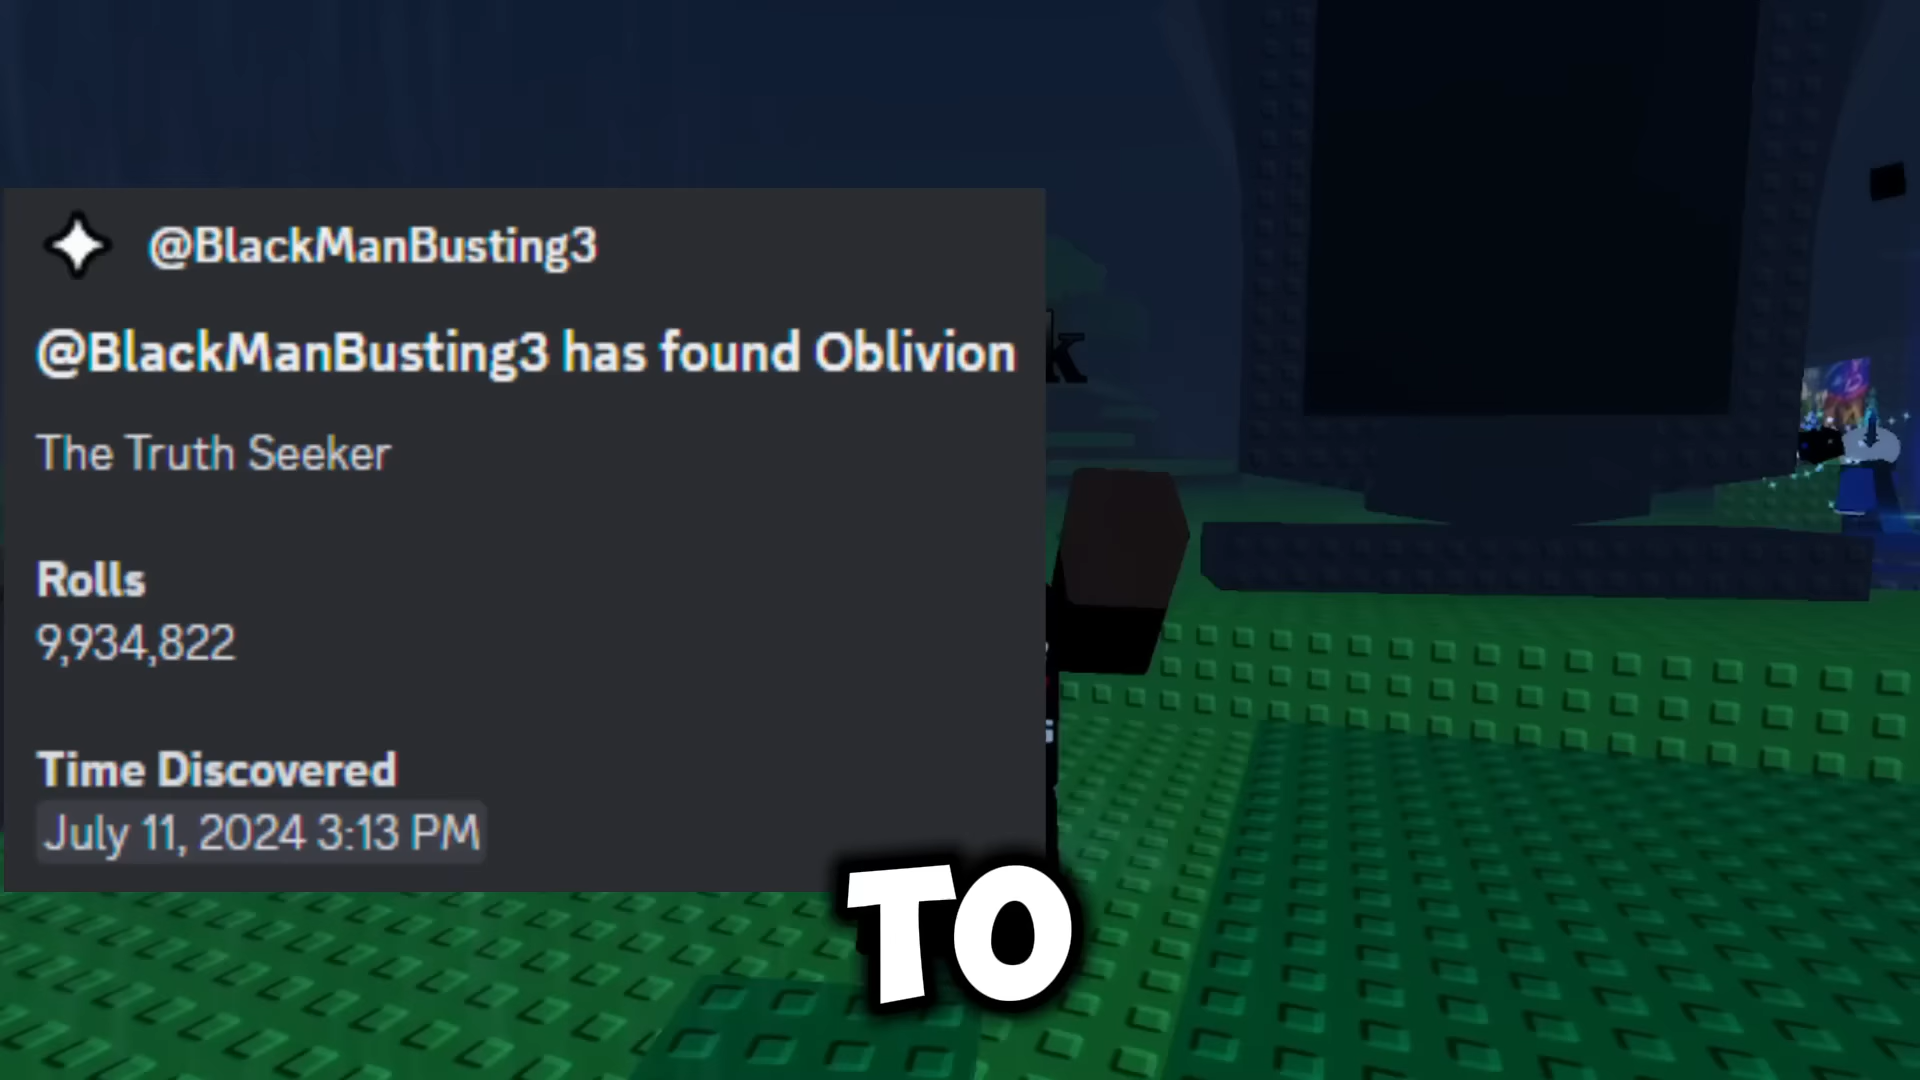 @BlackManBusting3
@BlackManBusting3 has found Oblivion
The Truth Seeker
Rolls
9,934,822
Time Discovered
July 11, 2024 3:13 PM
TO